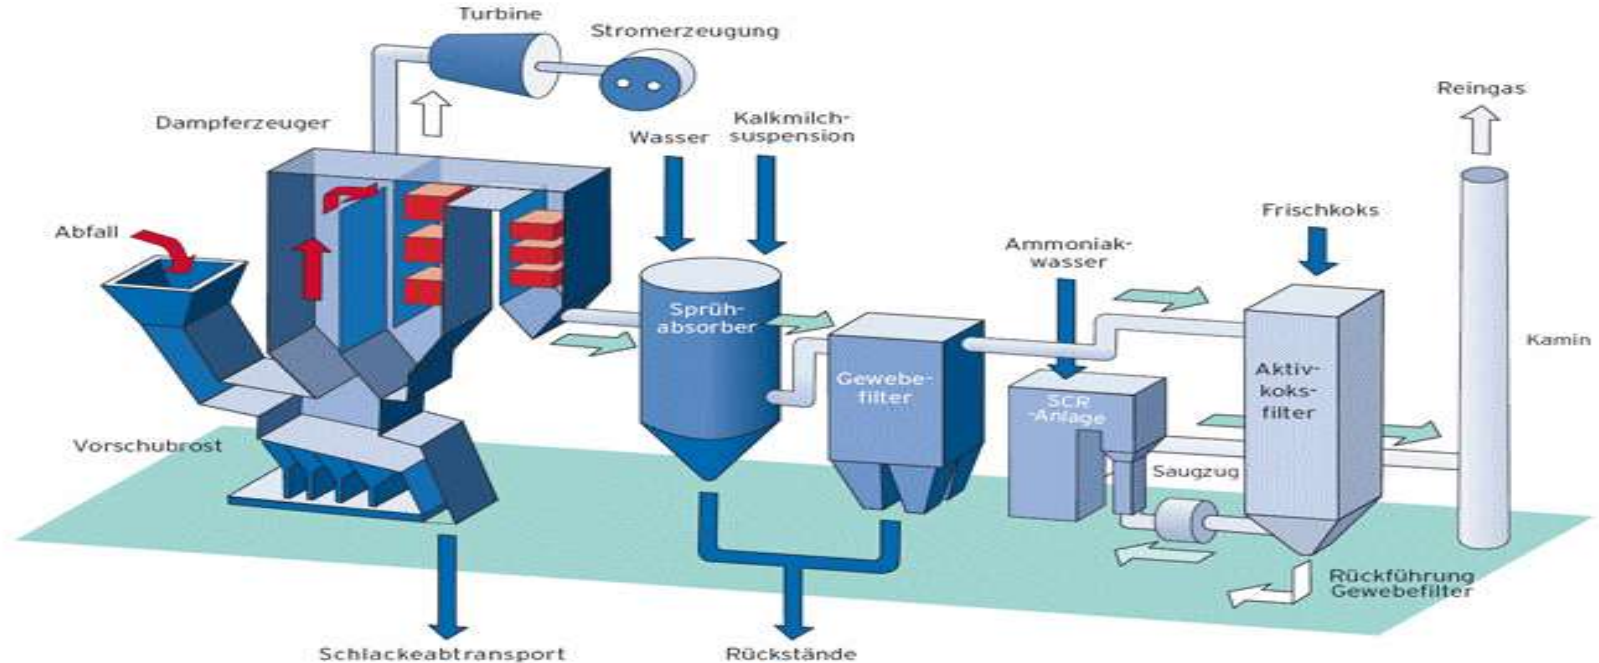 Turbine
Stromerzeugung
Reingas
Dampferzeuger
Wasser
Kalkmilch-
suspension
Abfall
Frischkoks
Ammoniak-
wasser
Sprüh-
absorber
Gewebe-
filter
SCR
-Anlage
Aktiv-
koks-
filter
Kamin
Vorschubrost
Saugzug
Rückführung
Gewebefilter
Schlackeabtransport
Rückstände